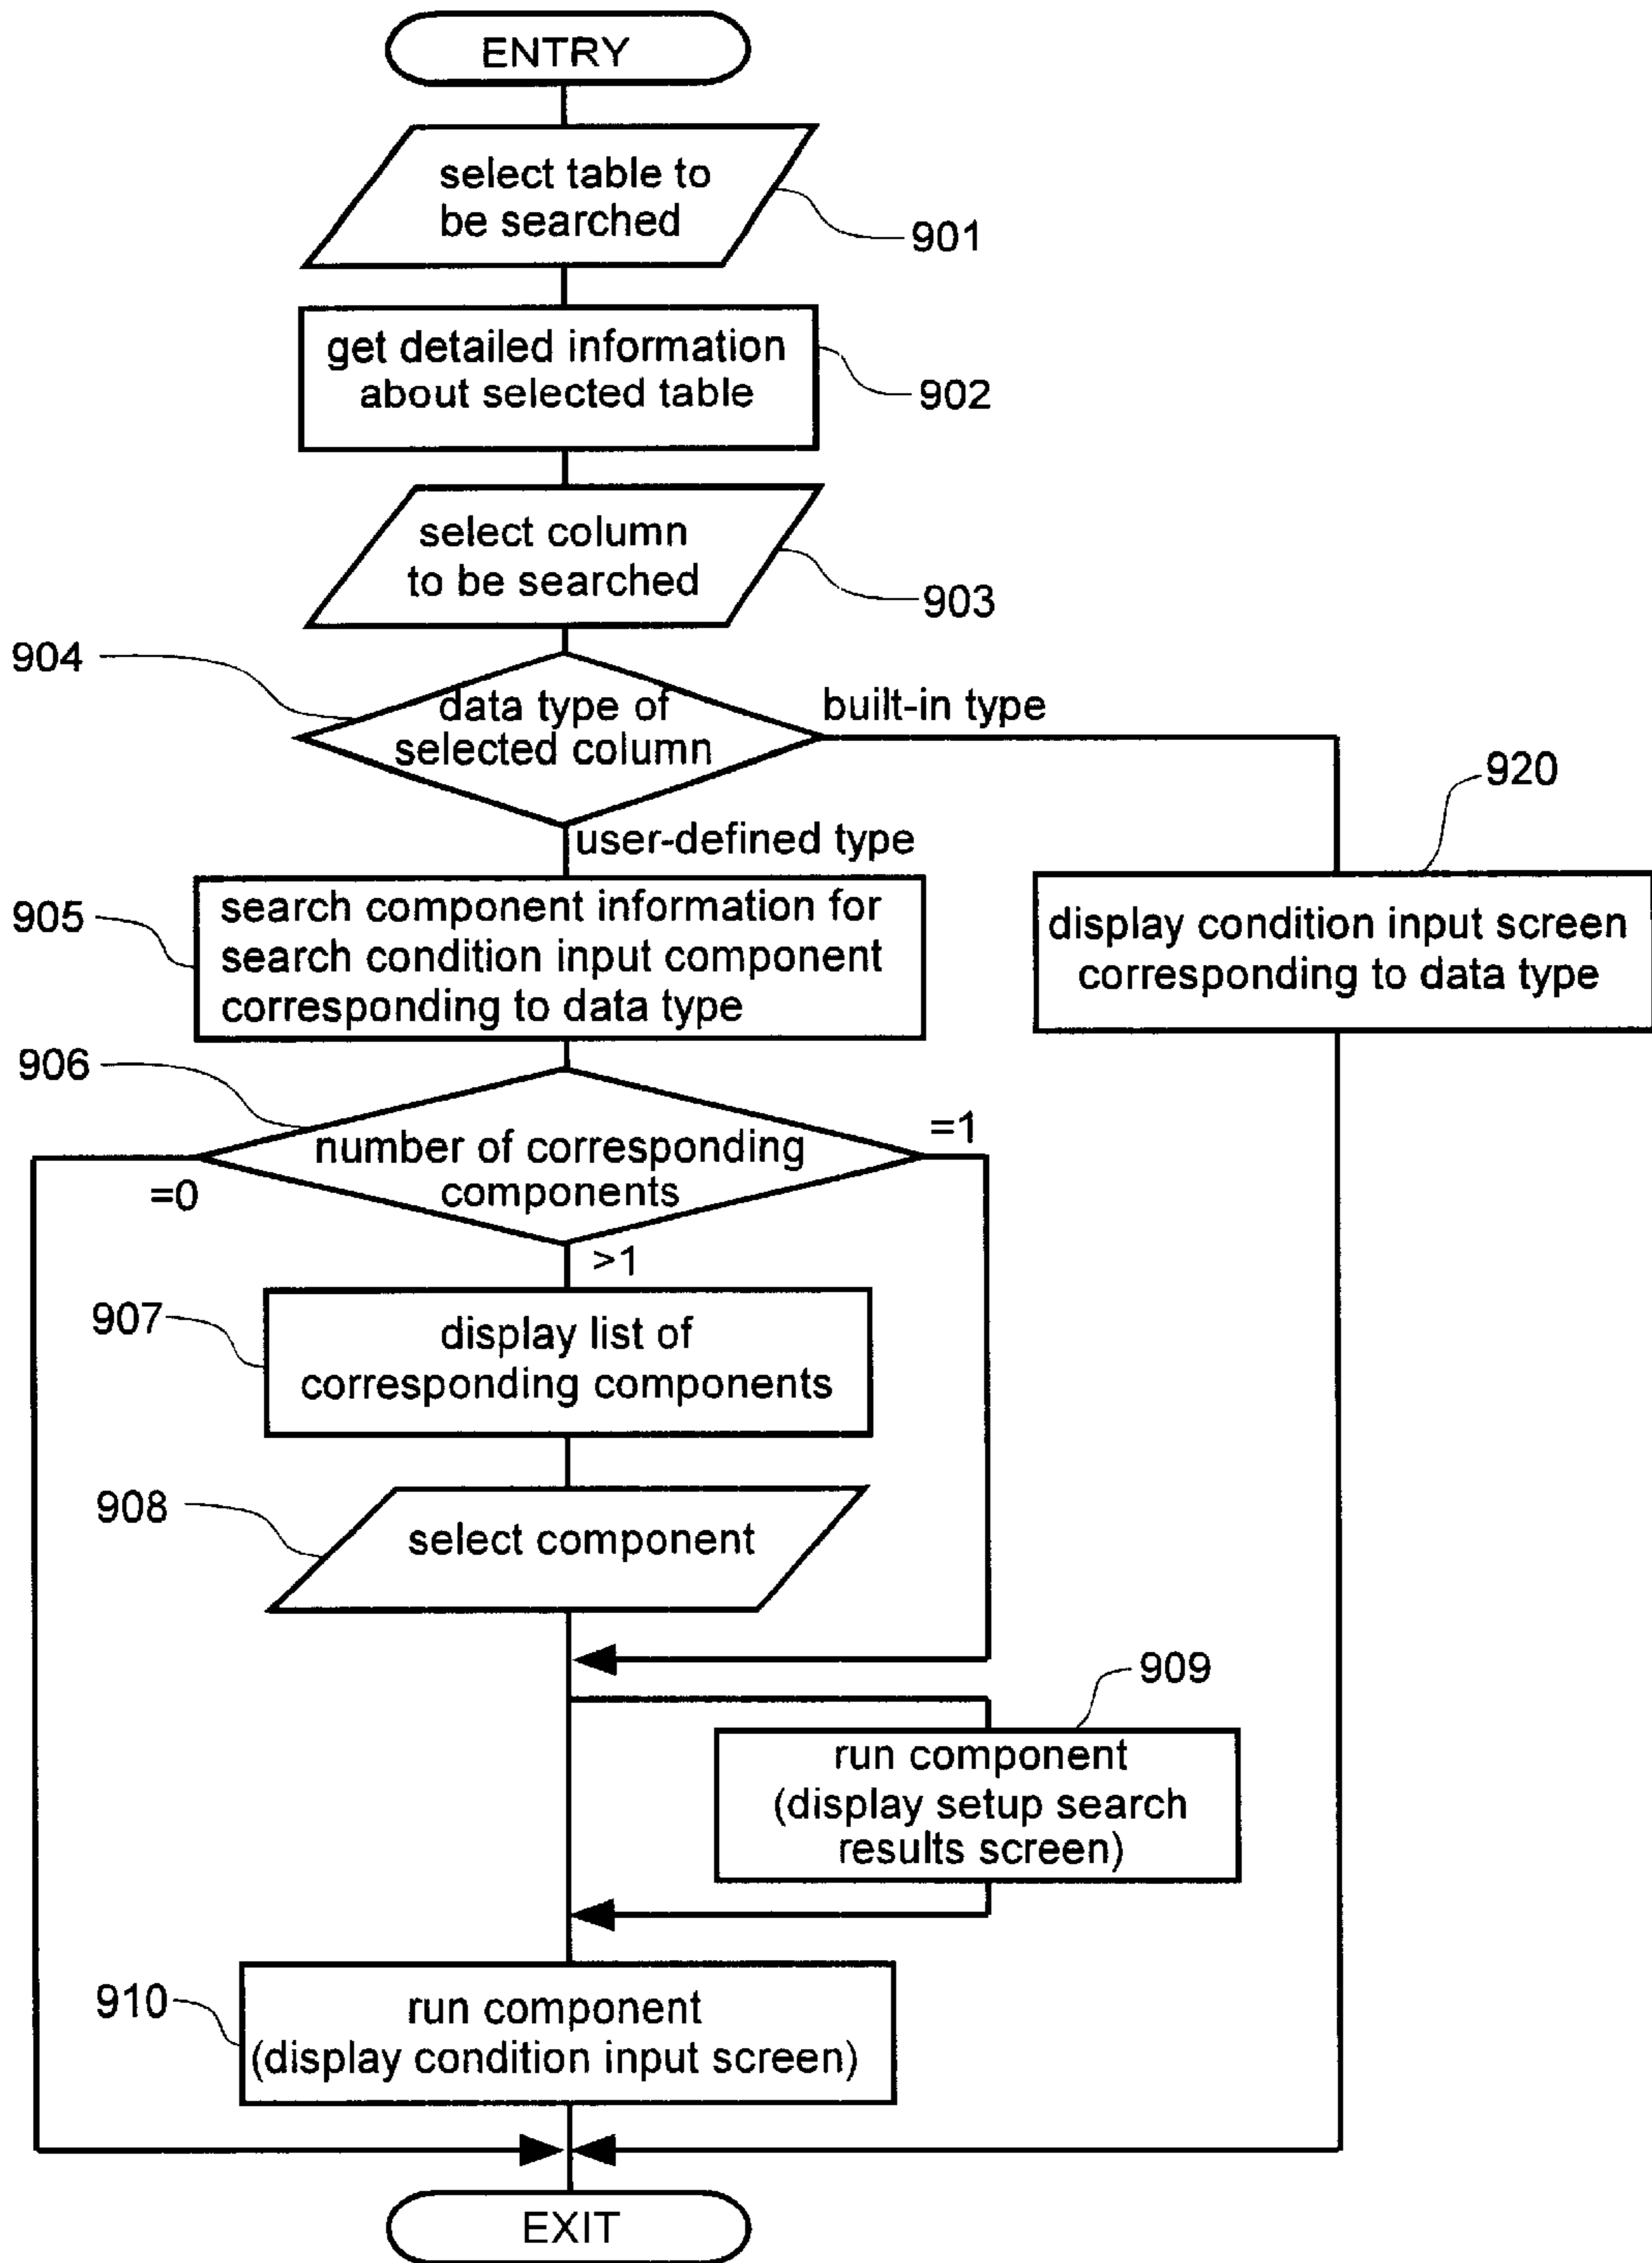 ENTRY
select table to
be searched
901
get detailed information
about selected table
902
select column
to be searched
903
904
data type of
selected column
built-in type
user-defined type
920
905
search component information for
search condition input component
corresponding to data type
display condition input screen
corresponding to data type
906
number of corresponding
components
=1
=0
>1
907
display list of
corresponding components
908
select component
909
run component
(display setup search
results screen)
910
run component
(display condition input screen)
EXIT